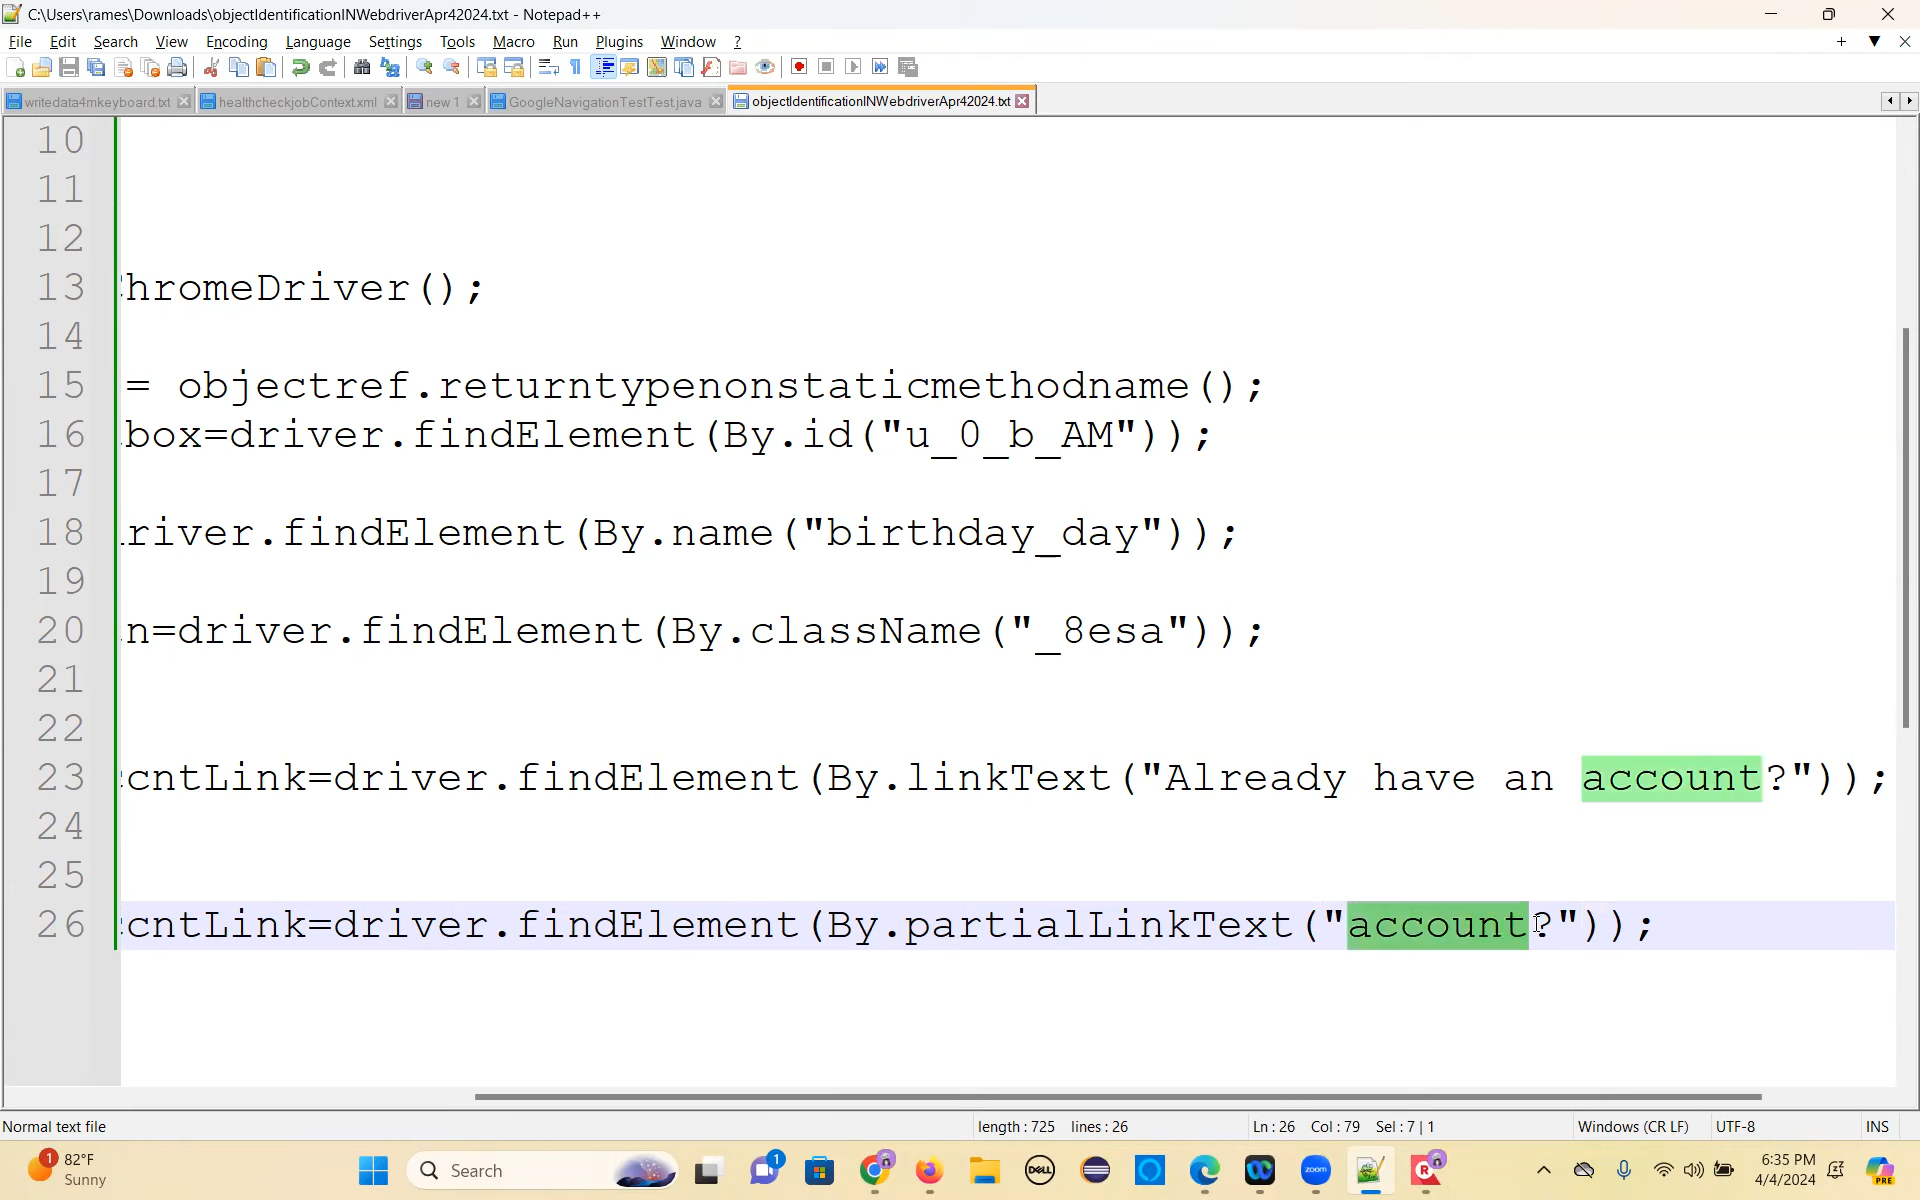 C:\Users\rames\Downloads\objectIdentificationINWebdriverApr42024.txt - Notepad++
File Edit Search View Encoding Language Settings Tools Macro Run Plugins Window ?
writedata4mkeyboard.txt healthcheckjobContext.xml new 1 GoogleNavigationTestTest.java objectIdentificationINWebdriverApr42024.txt
10
11
12
13 hromeDriver();
14
15 = objectref.returntypenonstaticmethodname();
16 box=driver.findElement(By.id("u_0_b_AM"));
17
18 river.findElement(By.name("birthday_day"));
19
20 n=driver.findElement(By.className("_8esa"));
21
22
23 cntLink=driver.findElement(By.linkText("Already have an account?"));
24
25
26 cntLink=driver.findElement(By.partialLinkText("account?"));
Normal text file length : 725 lines : 26 Ln : 26 Col : 79 Sel : 7 | 1 Windows (CR LF) UTF-8 INS
1 82°F Search DELL 1 zoom R 6:35 PM PRE
Sunny 4/4/2024